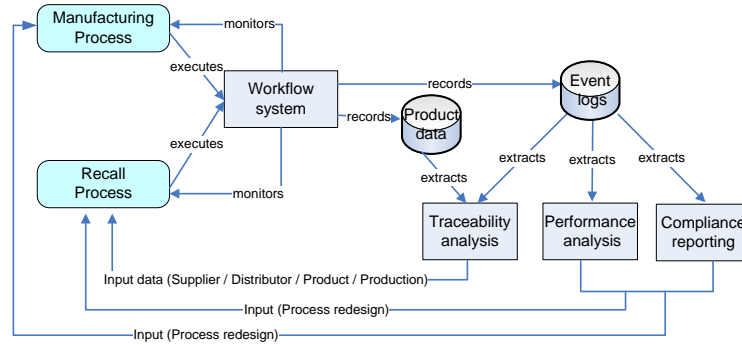 Manufacturing
Process
monitors
executes
Workflow
system
records
Event
logs
records
Product
data
executes
extracts
extracts
extracts
Recall
Process
monitors
extracts
Traceability
analysis
Performance
analysis
Compliance
reporting
Input data (Supplier / Distributor / Product / Production)
Input (Process redesign)
Input (Process redesign)